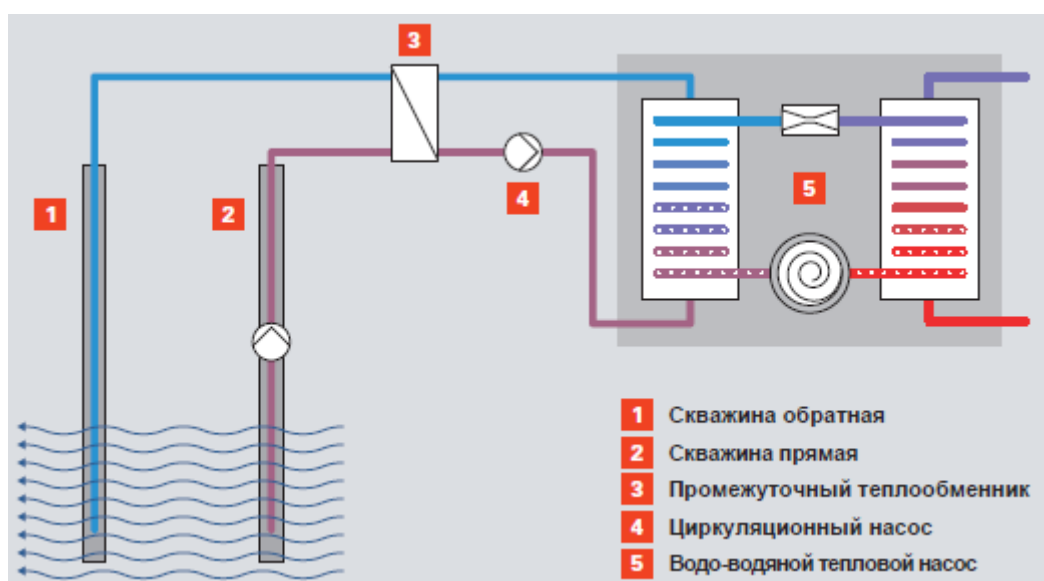 3
1
2
4
5
1 Скважина обратная
2 Скважина прямая
3 Промежуточный теплообменник
4 Циркуляционный насос
5 Водо-водяной тепловой насос